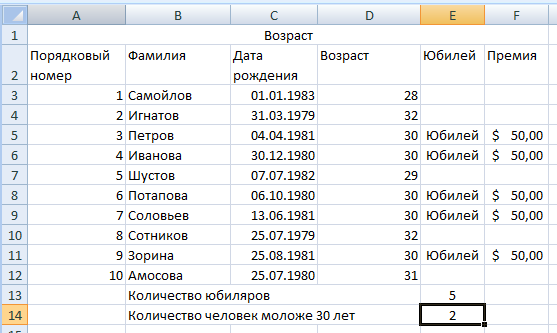 A B C D E F
1 Возраст
Порядковый Фамилия Дата Возраст Юбилей Премия
2 номер рождения
3 1 Самойлов 01.01.1983 28
4 2 Игнатов 31.03.1979 32
5 3 Петров 04.04.1981 30 Юбилей $ 50,00
6 4 Иванова 30.12.1980 30 Юбилей $ 50,00
7 5 Шустов 07.07.1982 29
8 6 Потапова 06.10.1980 30 Юбилей $ 50,00
9 7 Соловьев 13.06.1981 30 Юбилей $ 50,00
10 8 Сотников 25.07.1979 32
11 9 Зорина 25.08.1981 30 Юбилей $ 50,00
12 10 Амосова 25.07.1980 31
13 Количество юбиляров 5
14 Количество человек моложе 30 лет 2